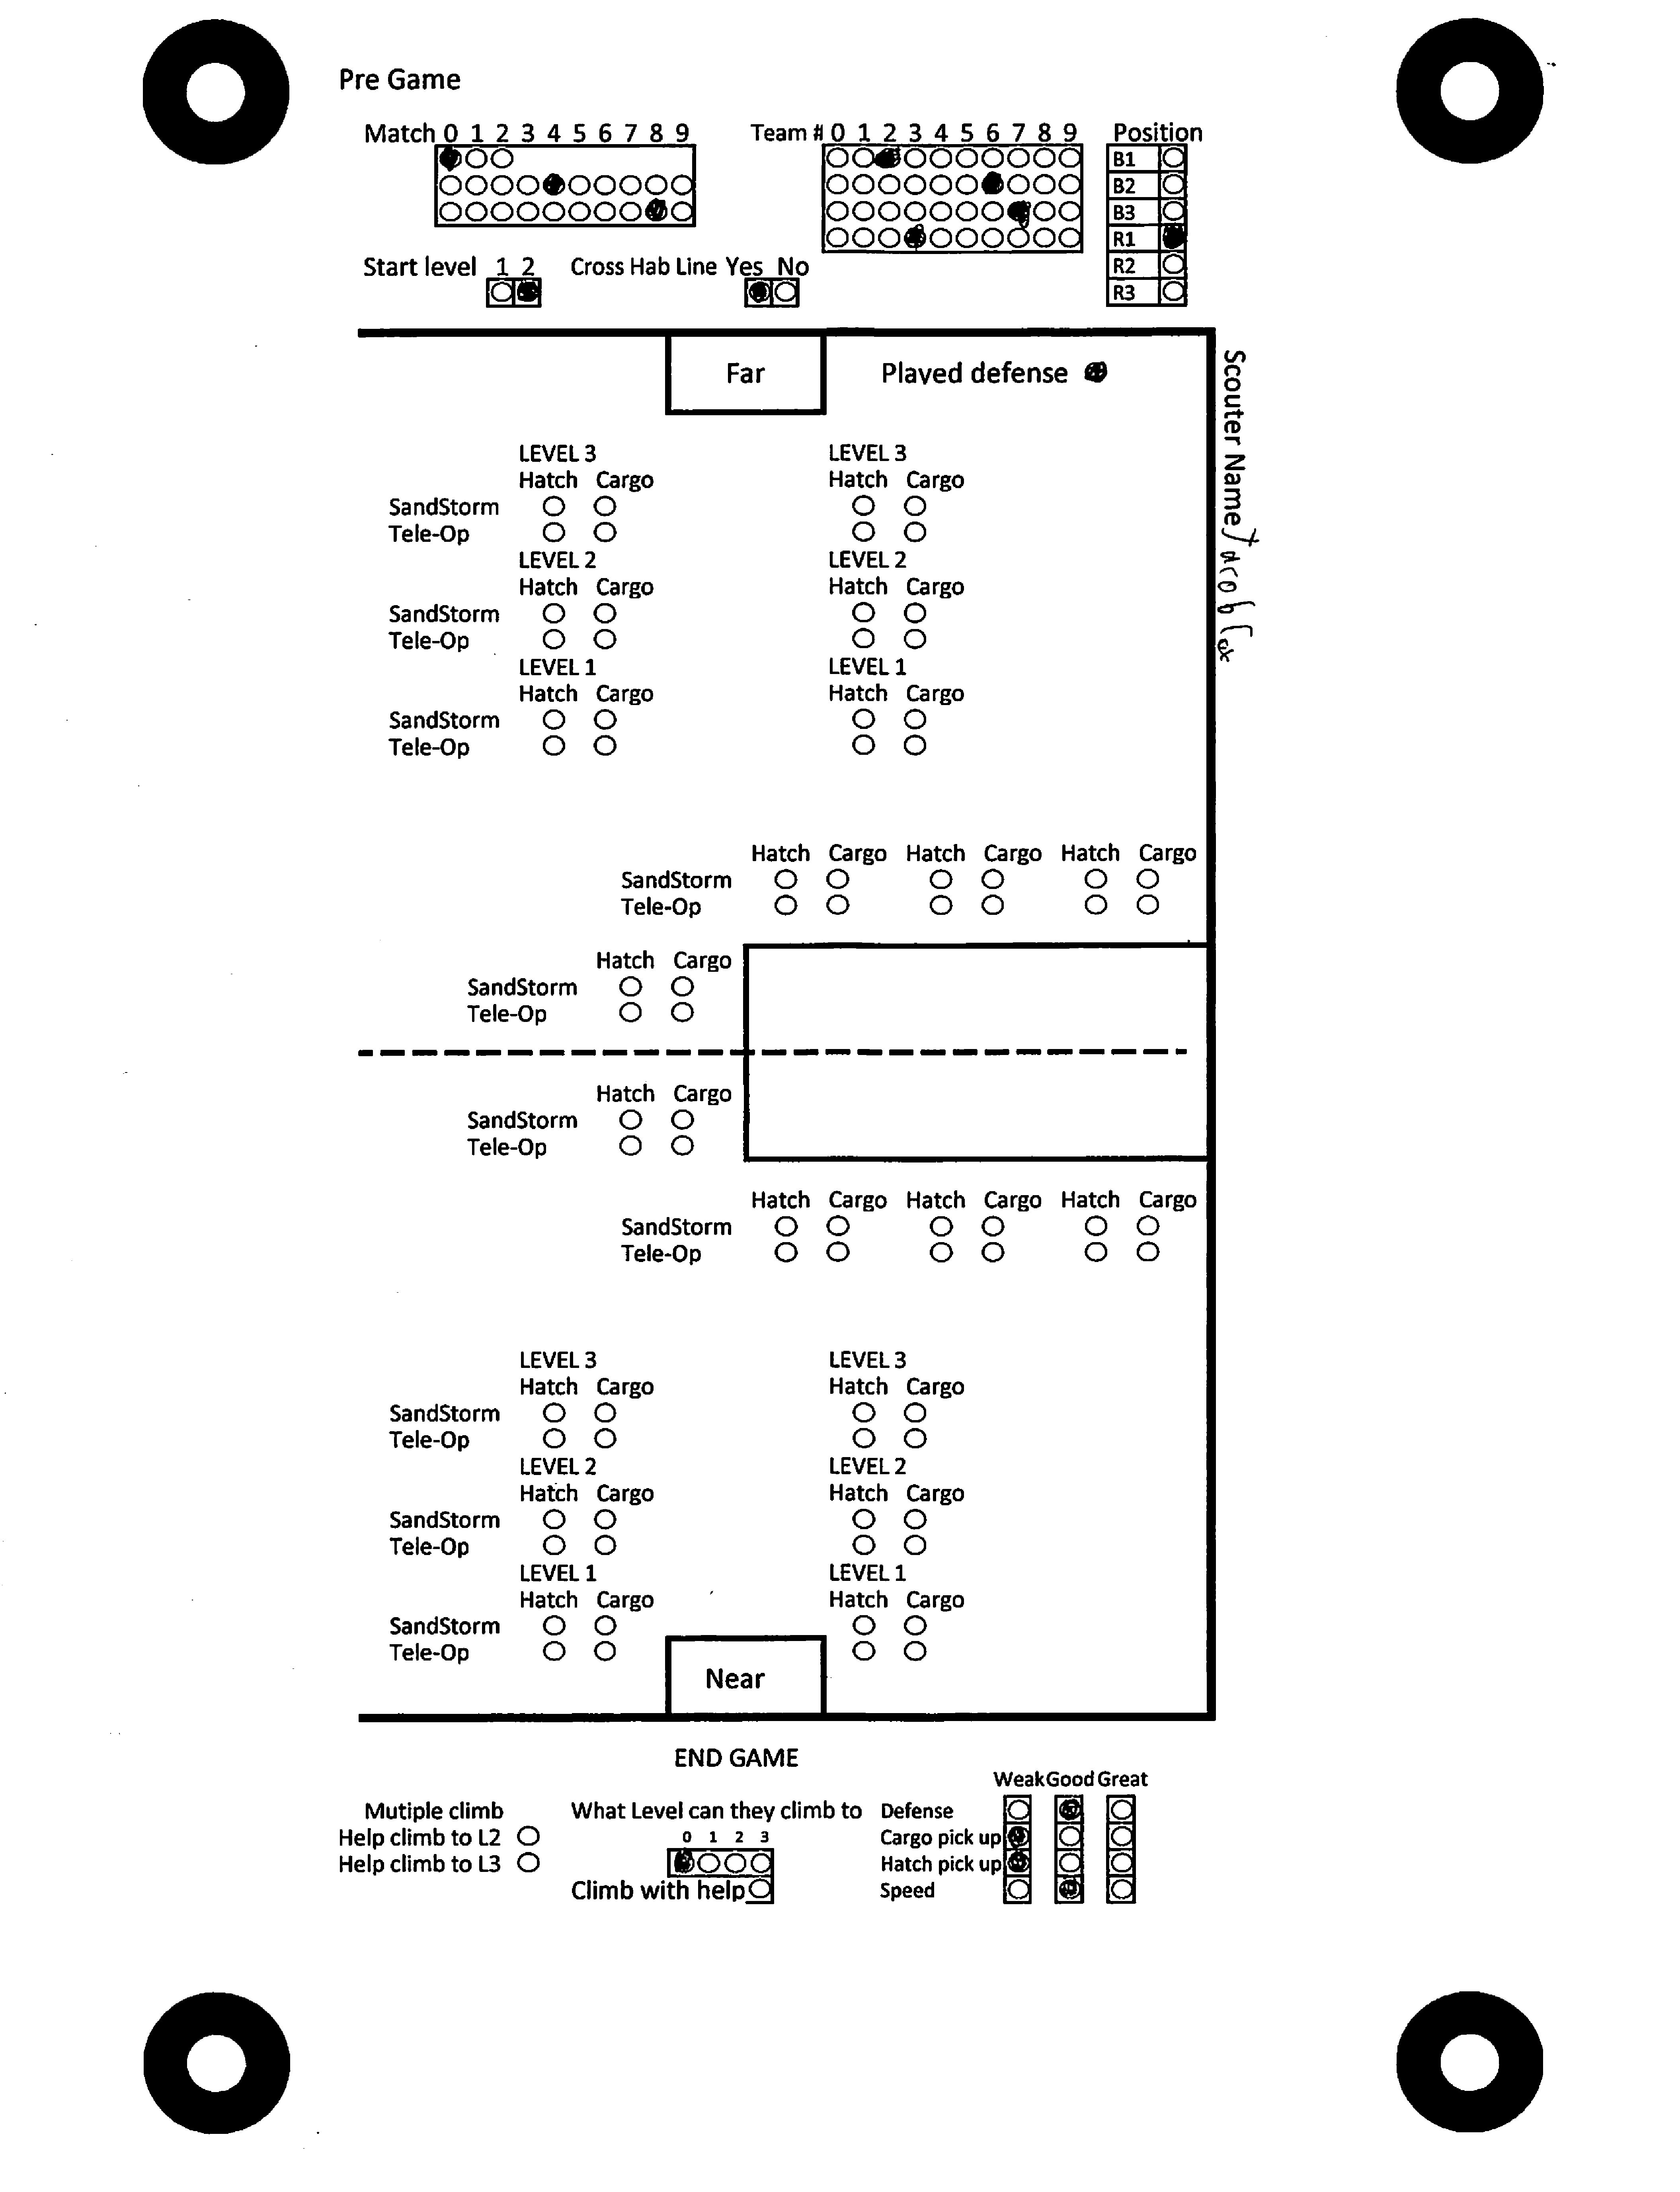 Pre Game
Match 0 1 2 3 4 5 6 7 8 9
Team # 0 1 2 3 4 5 6 7 8 9
Position
B1
B2
B3
R1
R2
R3
Start level 1 2
Cross Hab Line Yes No
Far
Played defense
Scouter Name Jacob Cox
LEVEL 3 LEVEL 3
Hatch Cargo Hatch Cargo
SandStorm
Tele-Op
LEVEL 2 LEVEL 2
Hatch Cargo Hatch Cargo
SandStorm
Tele-Op
LEVEL 1 LEVEL 1
Hatch Cargo Hatch Cargo
SandStorm
Tele-Op
Hatch Cargo Hatch Cargo Hatch Cargo
SandStorm
Tele-Op
Hatch Cargo
SandStorm
Tele-Op
Hatch Cargo
SandStorm
Tele-Op
Hatch Cargo Hatch Cargo Hatch Cargo
SandStorm
Tele-Op
LEVEL 3 LEVEL 3
Hatch Cargo Hatch Cargo
SandStorm
Tele-Op
LEVEL 2 LEVEL 2
Hatch Cargo Hatch Cargo
SandStorm
Tele-Op
LEVEL 1 LEVEL 1
Hatch Cargo Hatch Cargo
SandStorm
Tele-Op
Near
END GAME
Mutiple climb
Help climb to L2
Help climb to L3
What Level can they climb to
0 1 2 3
Climb with help
Weak Good Great
Defense
Cargo pick up
Hatch pick up
Speed